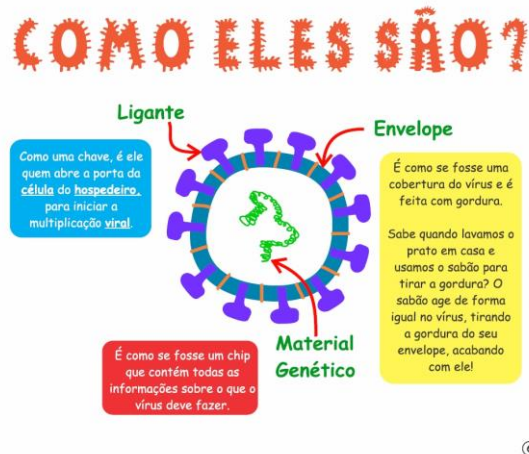 COMO ELES SÃO?
Ligante
Como uma chave, é ele
quem abre a porta da
célula do hospedeiro,
para iniciar a
multiplicação viral.
Envelope
É como se fosse uma
cobertura do vírus e é
feita com gordura.
Sabe quando lavamos o
prato em casa e
usamos o sabão para
tirar a gordura? O
sabão age de forma
igual no vírus, tirando
a gordura do seu
envelope, acabando
com ele!
Material
Genético
É como se fosse um chip
que contém todas as
informações sobre o que o
vírus deve fazer.